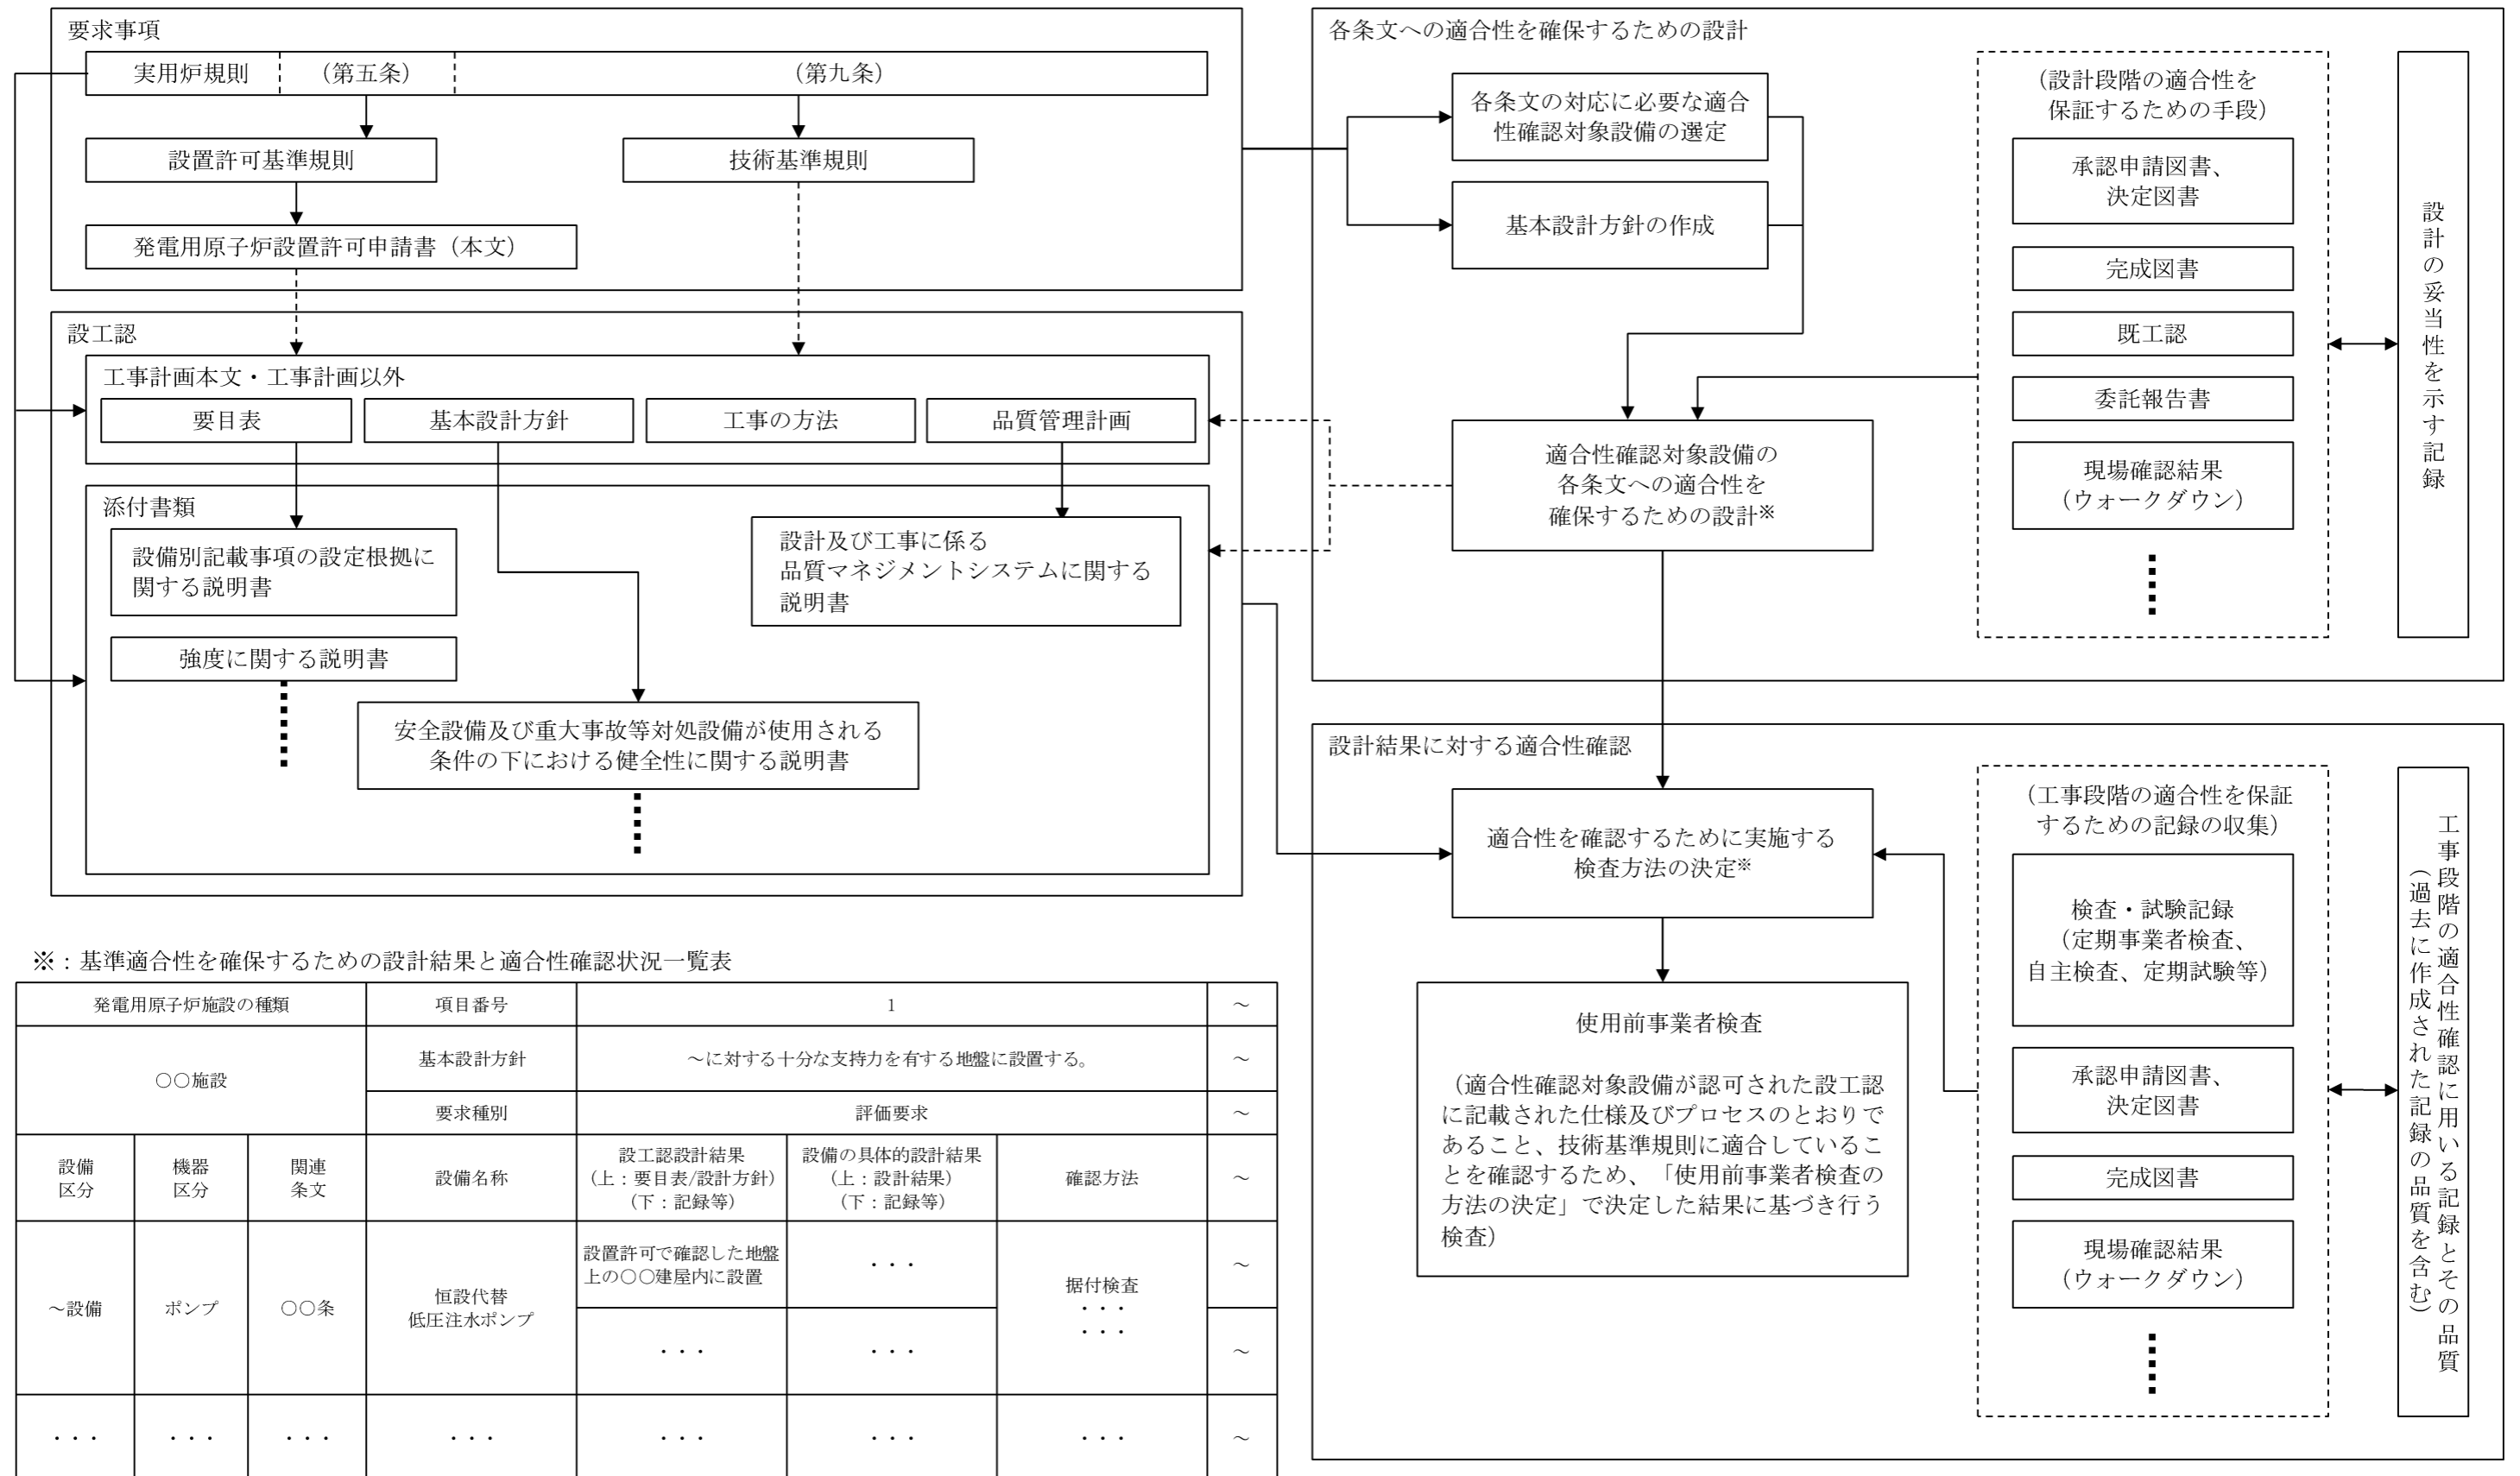 要求事項
実用炉規則
（第五条）
（第九条）
設置許可基準規則
技術基準規則
発電用原子炉設置許可申請書（本文）
設工認
工事計画本文・工事計画以外
要目表
基本設計方針
工事の方法
品質管理計画
添付書類
設備別記載事項の設定根拠に
関する説明書
設計及び工事に係る
品質マネジメントシステムに関する
説明書
強度に関する説明書
安全設備及び重大事故等対処設備が使用される
条件の下における健全性に関する説明書
各条文への適合性を確保するための設計
各条文の対応に必要な適合
性確認対象設備の選定
基本設計方針の作成
適合性確認対象設備の
各条文への適合性を
確保するための設計※
（設計段階の適合性を
保証するための手段）
承認申請図書、
決定図書
完成図書
既工認
委託報告書
現場確認結果
（ウォークダウン）
設計の妥当性を示す記録
設計結果に対する適合性確認
適合性を確認するために実施する
検査方法の決定※
使用前事業者検査
（適合性確認対象設備が認可された設工認
に記載された仕様及びプロセスのとおりで
あること、技術基準規則に適合しているこ
とを確認するため、「使用前事業者検査の
方法の決定」で決定した結果に基づき行う
検査）
（工事段階の適合性を保証
するための記録の収集）
検査・試験記録
（定期事業者検査、
自主検査、定期試験等）
承認申請図書、
決定図書
完成図書
現場確認結果
（ウォークダウン）
工事段階の適合性確認に用いる記録とその品質
（過去に作成された記録の品質を含む）
※：基準適合性を確保するための設計結果と適合性確認状況一覧表
発電用原子炉施設の種類
項目番号
1
～
○○施設
基本設計方針
～に対する十分な支持力を有する地盤に設置する。
～
要求種別
評価要求
～
設備
区分
機器
区分
関連
条文
設備名称
設工認設計結果
（上：要目表/設計方針）
（下：記録等）
設備の具体的設計結果
（上：設計結果）
（下：記録等）
確認方法
～
～設備
ポンプ
○○条
恒設代替
低圧注水ポンプ
設置許可で確認した地盤
上の○○建屋内に設置
・・・
据付検査
・・・
・・・
～
・・・
・・・
～
・・・
・・・
・・・
・・・
・・・
・・・
・・・
～